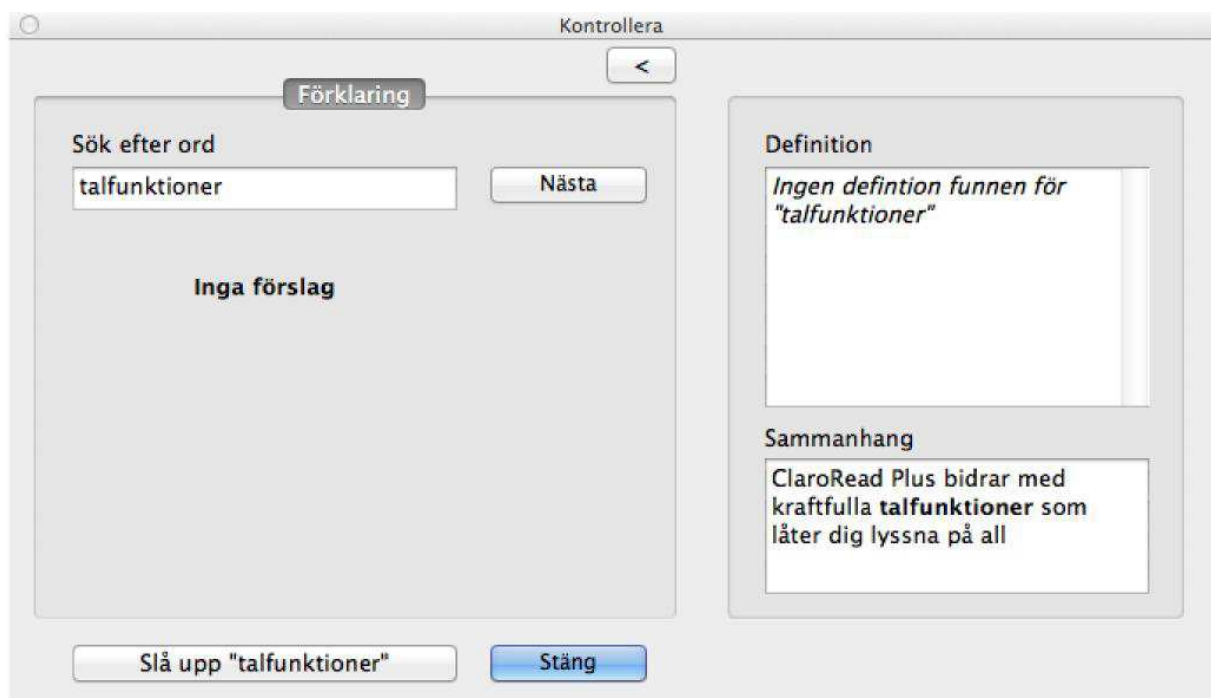 Kontrollera
<
Förklaring
Sök efter ord
talfunktioner
Nästa
Inga förslag
Definition
Ingen defintion funnen för
"talfunktioner"
Sammanhang
ClaroRead Plus bidrar med
kraftfulla talfunktioner som
låter dig lyssna på all
Slå upp "talfunktioner"
Stäng